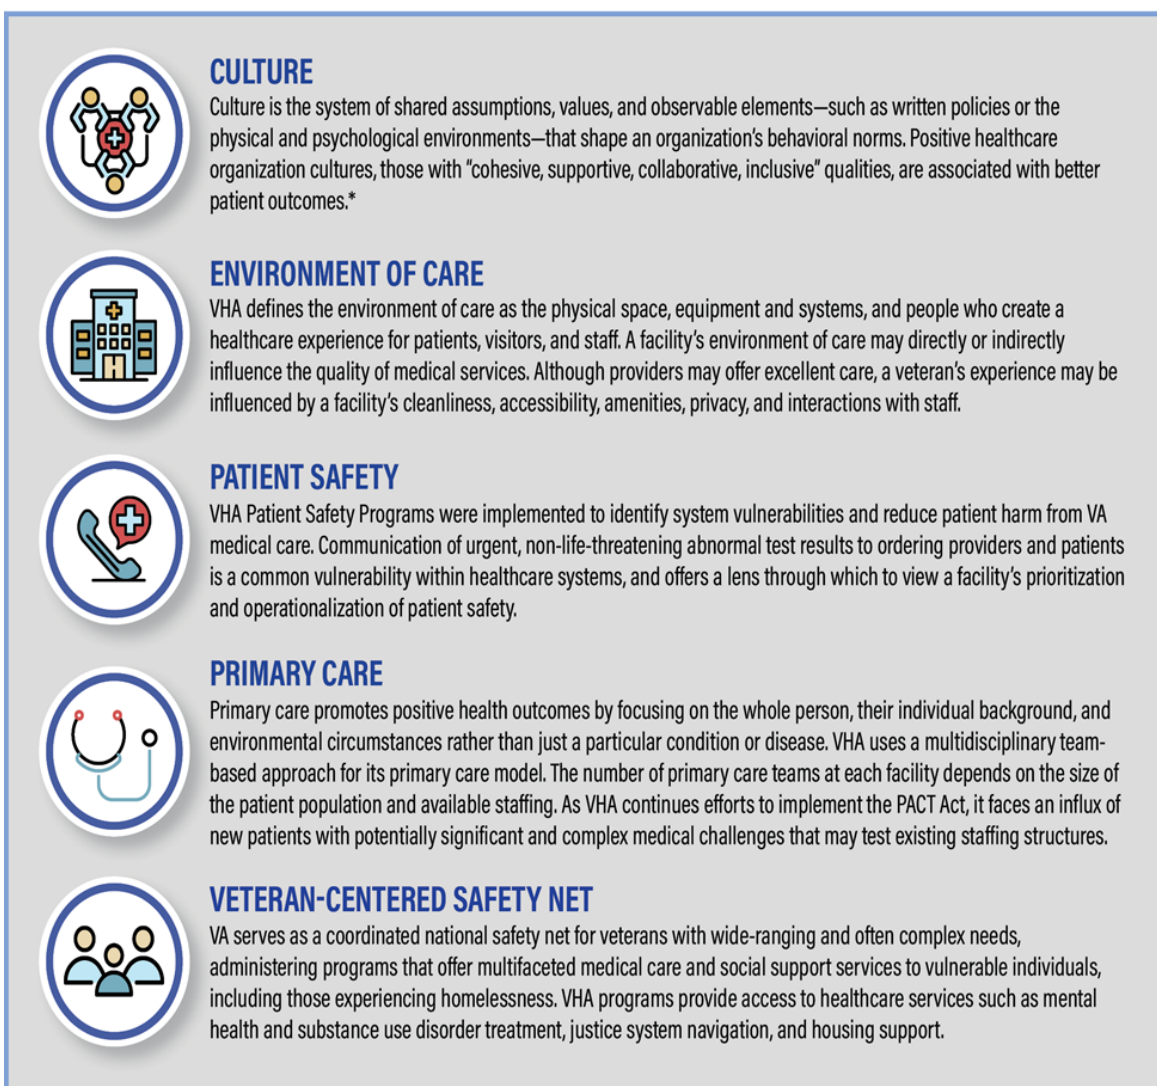 CULTURE
Culture is the system of shared assumptions, values, and observable elements—such as written policies or the
physical and psychological environments—that shape an organization’s behavioral norms. Positive healthcare
organization cultures, those with “cohesive, supportive, collaborative, inclusive” qualities, are associated with better
patient outcomes.*
ENVIRONMENT OF CARE
VHA defines the environment of care as the physical space, equipment and systems, and people who create a
healthcare experience for patients, visitors, and staff. A facility’s environment of care may directly or indirectly
influence the quality of medical services. Although providers may offer excellent care, a veteran’s experience may be
influenced by a facility’s cleanliness, accessibility, amenities, privacy, and interactions with staff.
PATIENT SAFETY
VHA Patient Safety Programs were implemented to identify system vulnerabilities and reduce patient harm from VA
medical care. Communication of urgent, non-life-threatening abnormal test results to ordering providers and patients
is a common vulnerability within healthcare systems, and offers a lens through which to view a facility’s prioritization
and operationalization of patient safety.
PRIMARY CARE
Primary care promotes positive health outcomes by focusing on the whole person, their individual background, and
environmental circumstances rather than just a particular condition or disease. VHA uses a multidisciplinary team-
based approach for its primary care model. The number of primary care teams at each facility depends on the size of
the patient population and available staffing. As VHA continues efforts to implement the PACT Act, it faces an influx of
new patients with potentially significant and complex medical challenges that may test existing staffing structures.
VETERAN-CENTERED SAFETY NET
VA serves as a coordinated national safety net for veterans with wide-ranging and often complex needs,
administering programs that offer multifaceted medical care and social support services to vulnerable individuals,
including those experiencing homelessness. VHA programs provide access to healthcare services such as mental
health and substance use disorder treatment, justice system navigation, and housing support.